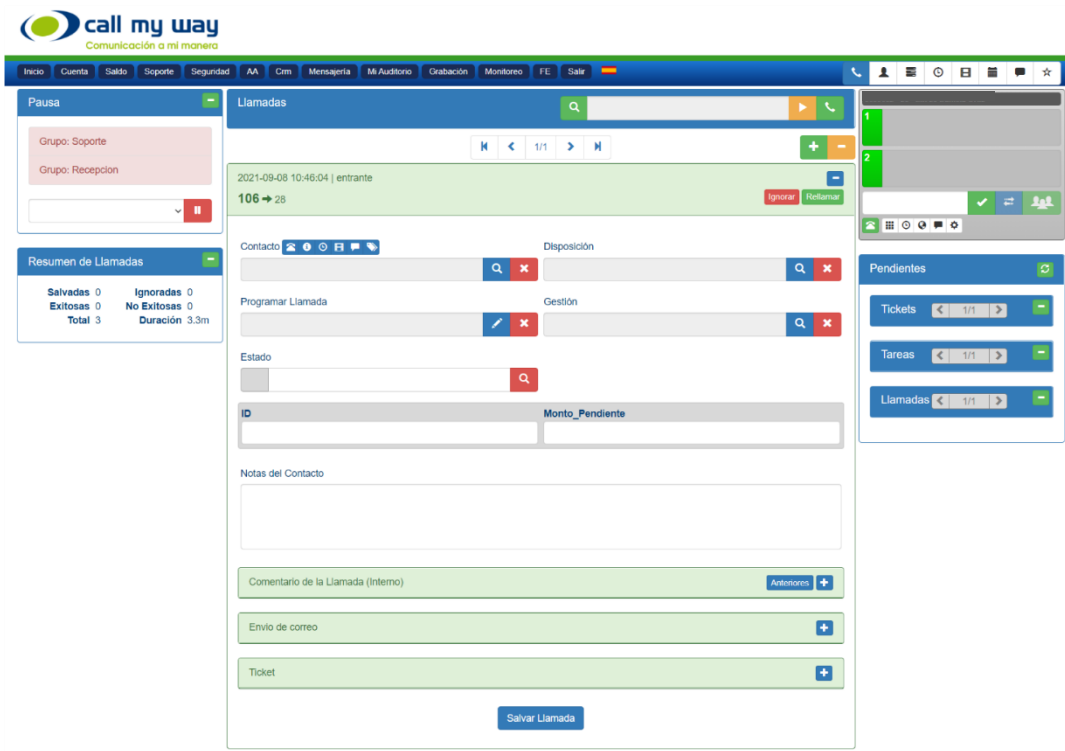 call my way
Comunicación a mi manera
Inicio Cuenta Saldo Soporte Seguridad AA Crm Mensajería Mi Auditorio Grabación Monitoreo FE Salir
Pausa
Grupo: Soporte
Grupo: Recepcion
Resumen de Llamadas
Salvadas 0 Ignoradas 0
Exitosas 0 No Exitosas 0
Total 3 Duración 3.3m
Llamadas
1/1
2021-09-08 10:46:04 | entrante
106 → 28
Ignorar Rellamar
Contacto
Disposición
Programar Llamada
Gestión
Estado
ID
Monto_Pendiente
Notas del Contacto
Comentario de la Llamada (Interno)
Anteriores
Envio de correo
Ticket
Salvar Llamada
1
2
Pendientes
Tickets 1/1
Tareas 1/1
Llamadas 1/1